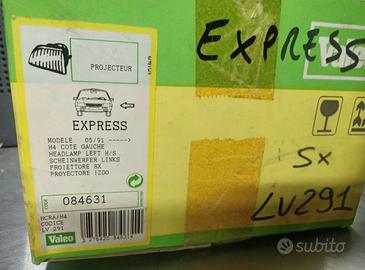 PROJECTEUR
EXPRESS
MODELE 05/91 ----->
H4 COTE GAUCHE
HEADLAMP LEFT H/S
SCHEINWERFER LINKS
PROIETTORE SX
PROYECTORE IZDO
CODE
084631
NCRA/H4
CODICE
LV 291
Valeo
EXPRESS
SX
LV291
subito